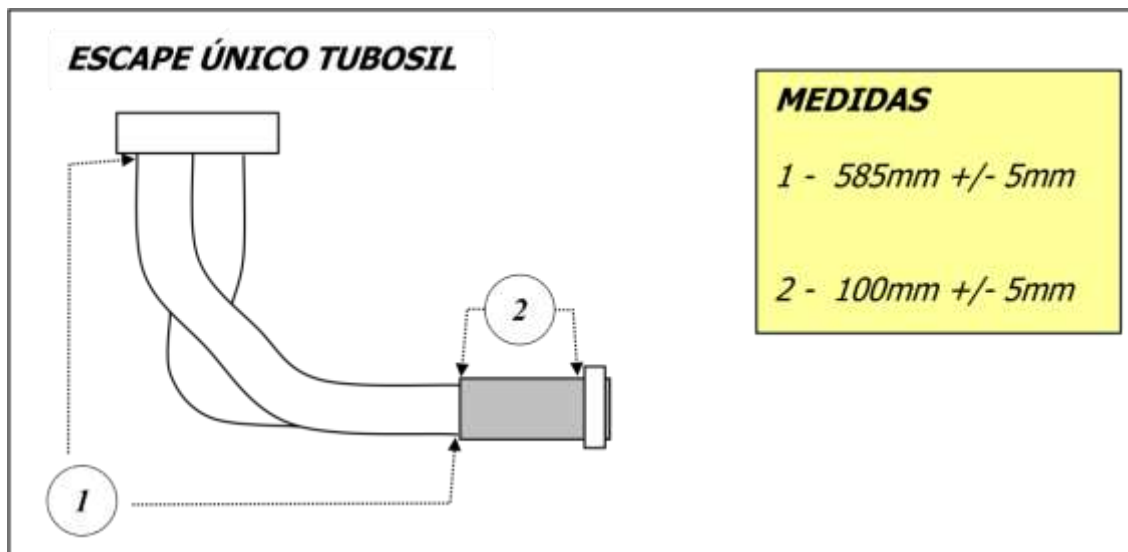 ESCAPE ÚNICO TUBOSIL
MEDIDAS
1 - 585mm +/- 5mm
2 - 100mm +/- 5mm
2
1